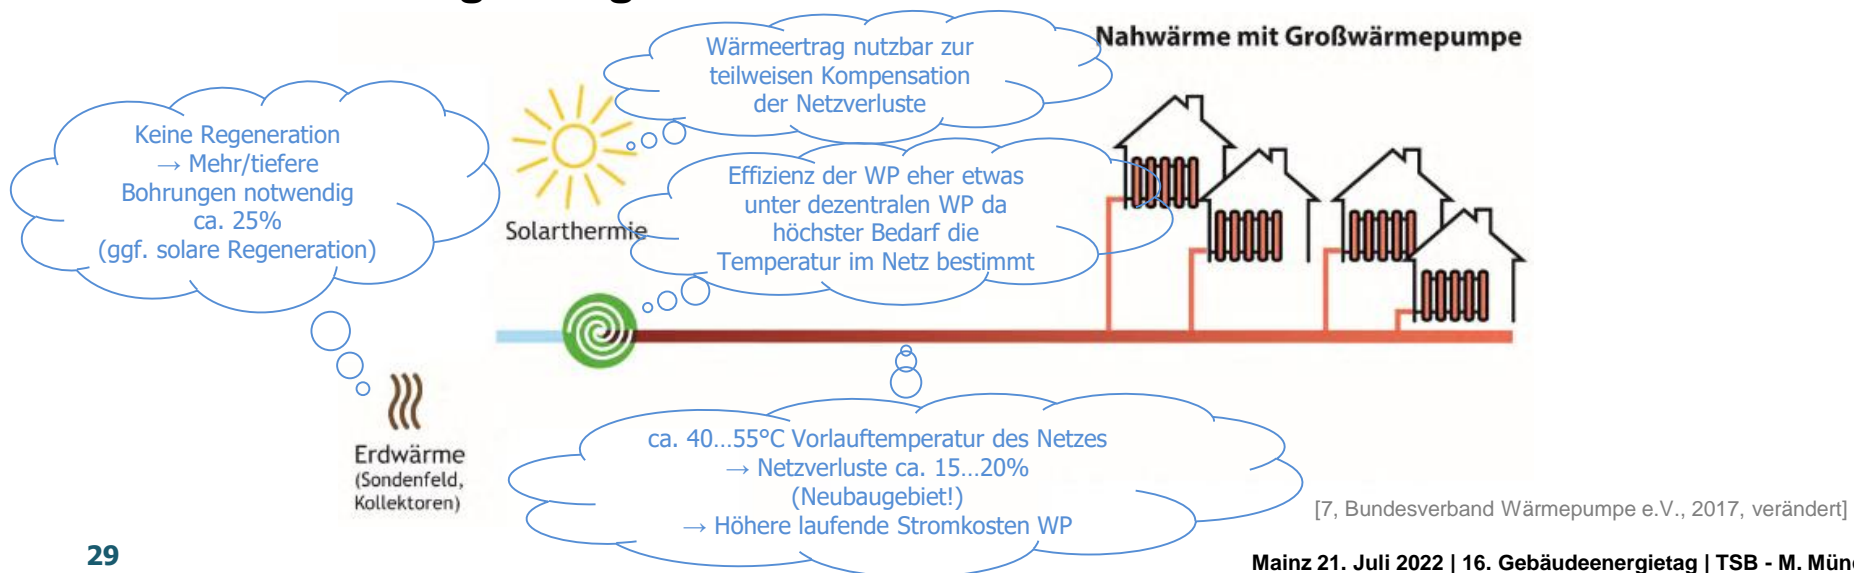 Nahwärme mit Großwärmepumpe
Wärmeertrag nutzbar zur
teilweisen Kompensation
der Netzverluste
Keine Regeneration
→ Mehr/tiefere
Bohrungen notwendig
ca. 25%
(ggf. solare Regeneration)
Solarthermie
Effizienz der WP eher etwas
unter dezentralen WP da
höchster Bedarf die
Temperatur im Netz bestimmt
Erdwärme
(Sondenfeld,
Kollektoren)
ca. 40...55°C Vorlauftemperatur des Netzes
→ Netzverluste ca. 15...20%
(Neubaugebiet!)
→ Höhere laufende Stromkosten WP
[7, Bundesverband Wärmepumpe e.V., 2017, verändert]
29
Mainz 21. Juli 2022 | 16. Gebäudeenergietag | TSB - M.